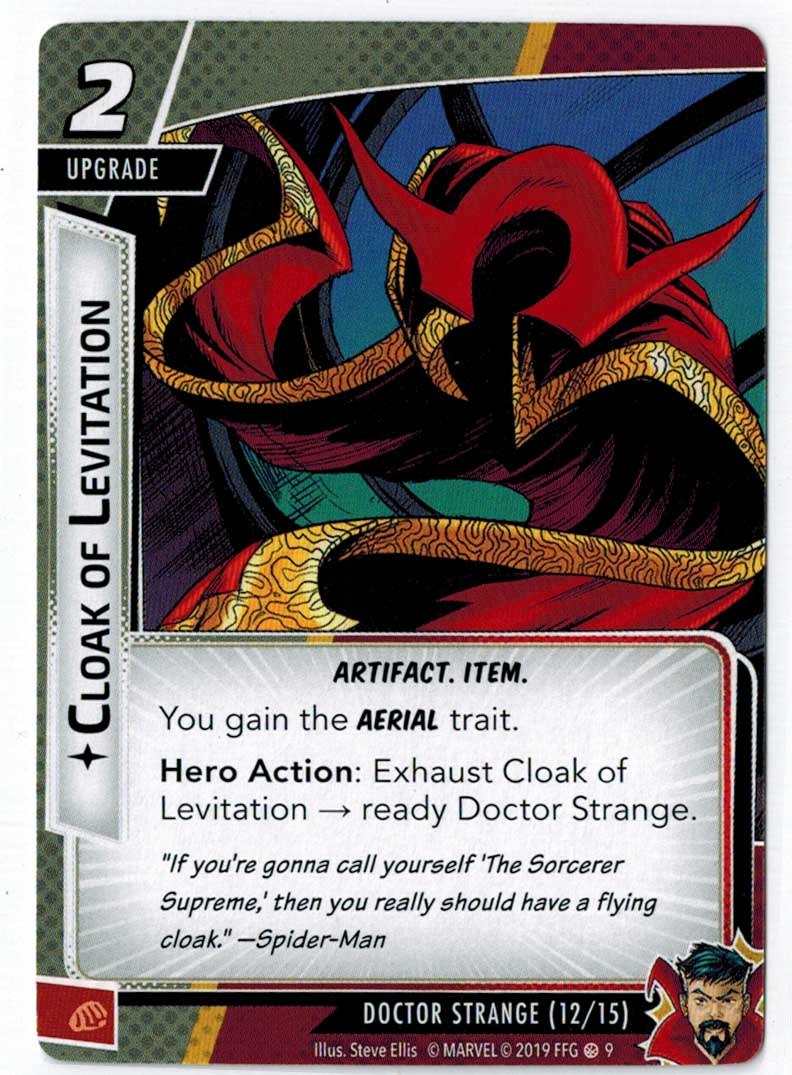 2
UPGRADE
CLOAK OF LEVITATION
ARTIFACT. ITEM.
You gain the AERIAL trait.
Hero Action: Exhaust Cloak of
Levitation → ready Doctor Strange.
"If you're gonna call yourself 'The Sorcerer
Supreme,' then you really should have a flying
cloak." —Spider-Man
DOCTOR STRANGE (12/15)
Illus. Steve Ellis © MARVEL © 2019 FFG 9